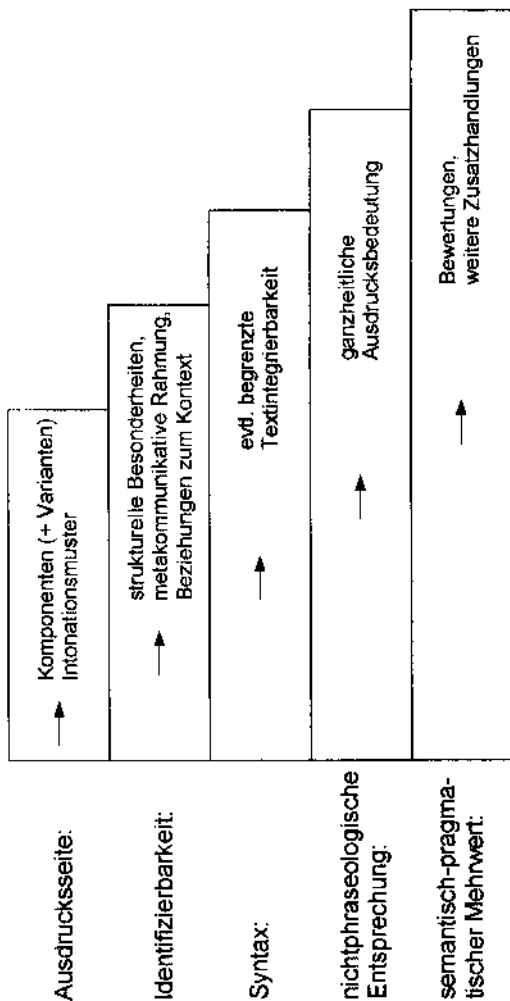 Ausdrucksseite:
→ Komponenten (+ Varianten)
Intonationsmuster
Identifizierbarkeit:
→ strukturelle Besonderheiten,
metakommunikative Rahmung,
Beziehungen zum Kontext
Syntax:
→ evtl. begrenzte
Textintegrierbarkeit
nichtphraseologische
Entsprechung:
→ ganzheitliche
Ausdrucksbedeutung
semantisch-pragma-
tischer Mehrwert:
→ Bewertungen,
weitere Zusatzhandlungen